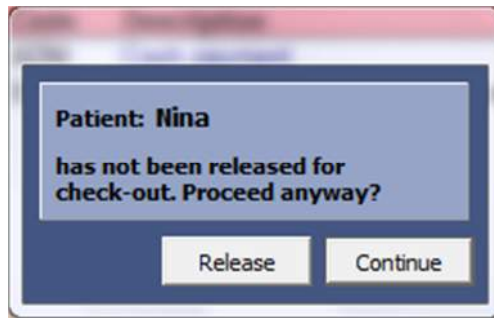 Patient: Nina
has not been released for
check-out. Proceed anyway?
Release
Continue